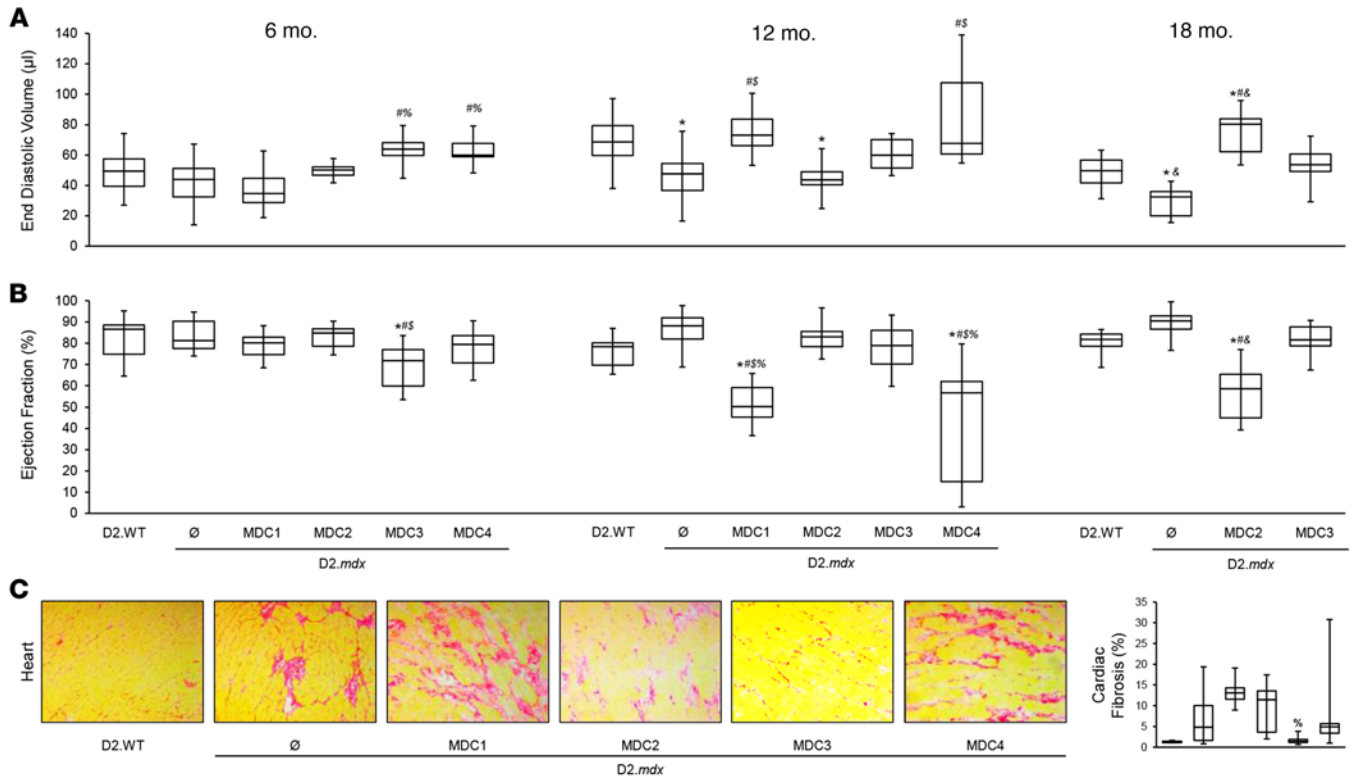 A
6 mo.
12 mo.
18 mo.
End Diastolic Volume (µl)
140
120
100
80
60
40
20
0
#%
#%
*
#$
*
#$
*&
*#&
B
Ejection Fraction (%)
100
90
80
70
60
50
40
30
20
10
0
*#$
*#$%
*#$%
*#&
D2.WT
Ø
MDC1
MDC2
MDC3
MDC4
D2.mdx
D2.WT
Ø
MDC1
MDC2
MDC3
MDC4
D2.mdx
D2.WT
Ø
MDC2
MDC3
D2.mdx
C
Heart
D2.WT
Ø
MDC1
MDC2
MDC3
MDC4
D2.mdx
Cardiac
Fibrosis (%)
35
30
25
20
15
10
5
0
%